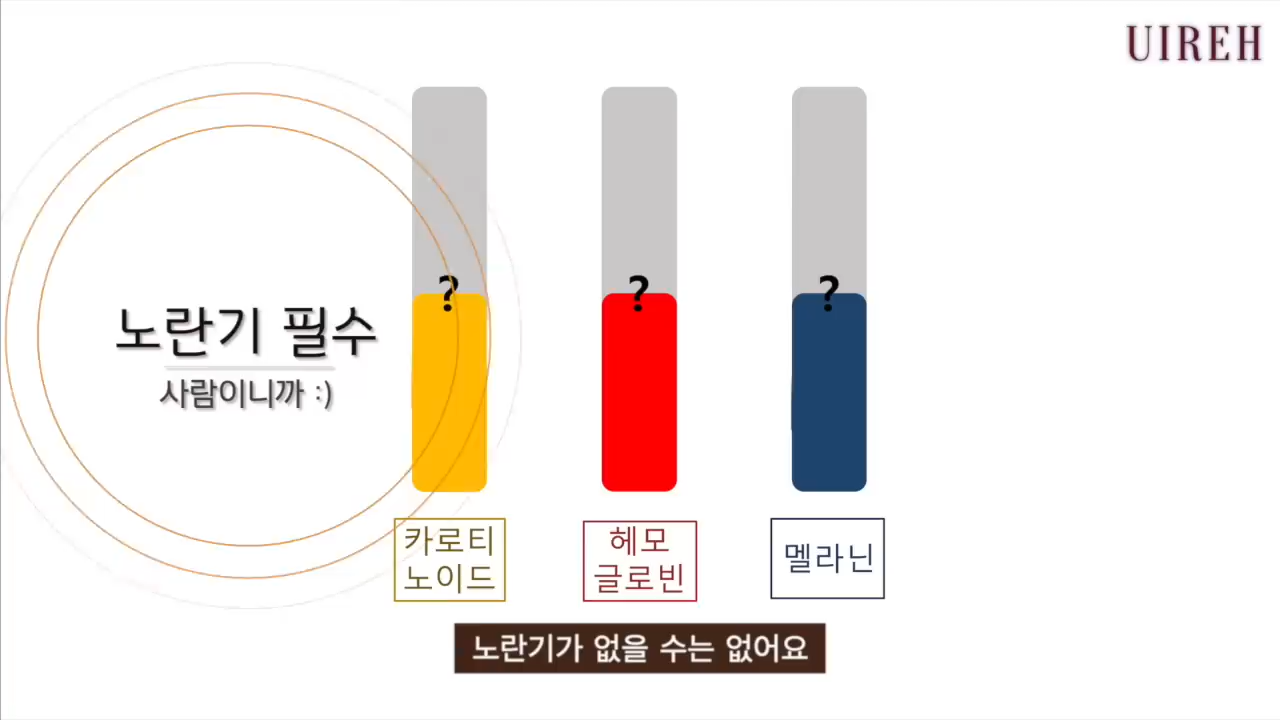 UIREH
?
?
?
노란기 필수
사람이니까 :)
카로티
노이드
헤모
글로빈
멜라닌
노란기가 없을 수는 없어요